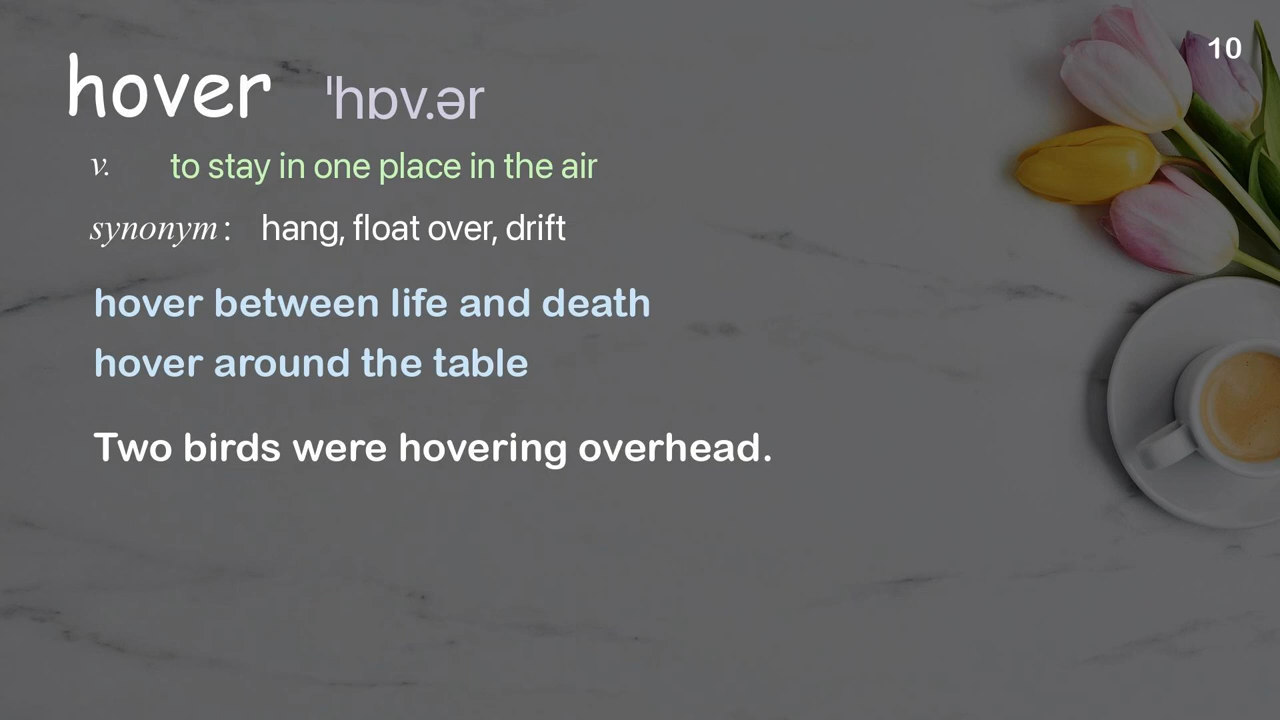 10
hover ˈhɒv.ər
v. to stay in one place in the air
synonym: hang, float over, drift
hover between life and death
hover around the table
Two birds were hovering overhead.